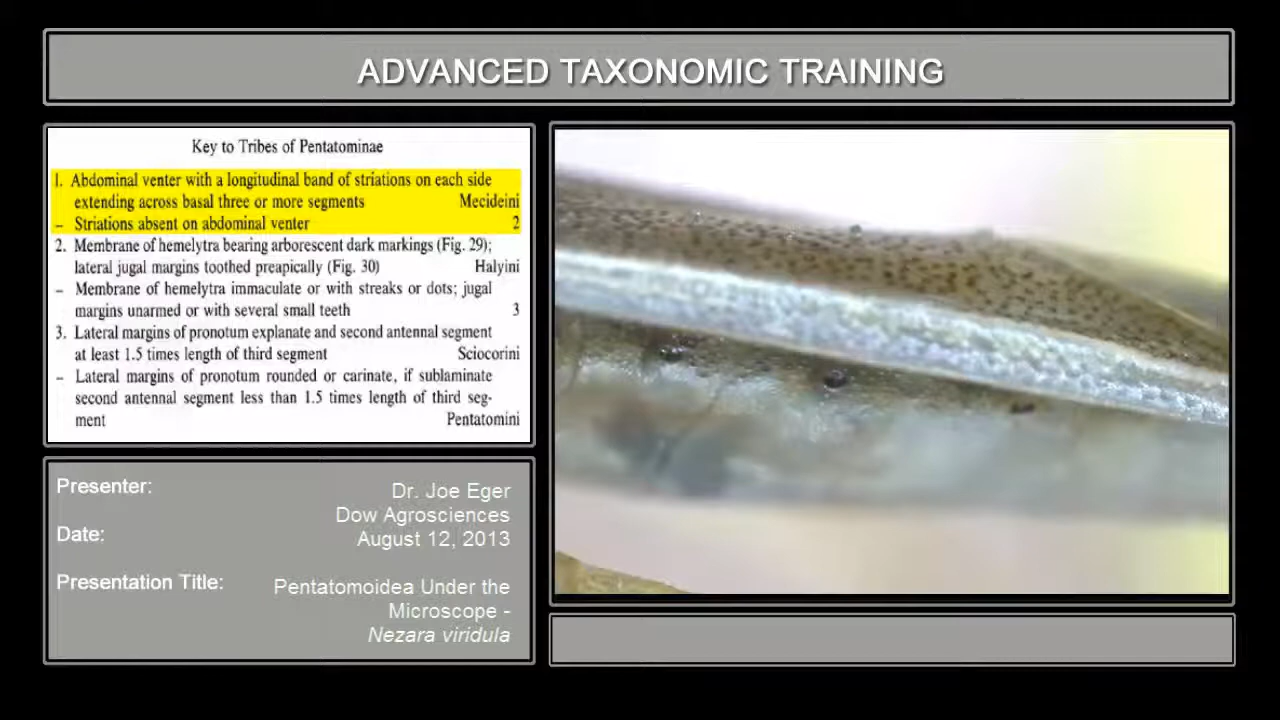 ADVANCED TAXONOMIC TRAINING
Key to Tribes of Pentatominae
1. Abdominal venter with a longitudinal band of striations on each side
extending across basal three or more segments Mecideini
– Striations absent on abdominal venter 2
2. Membrane of hemelytra bearing arborescent dark markings (Fig. 29);
lateral jugal margins toothed preapically (Fig. 30) Halyini
– Membrane of hemelytra immaculate or with streaks or dots; jugal
margins unarmed or with several small teeth 3
3. Lateral margins of pronotum explanate and second antennal segment
at least 1.5 times length of third segment Sciocorini
– Lateral margins of pronotum rounded or carinate, if sublaminate
second antennal segment less than 1.5 times length of third seg-
ment Pentatomini
Presenter: Dr. Joe Eger
Dow Agrosciences
Date: August 12, 2013
Presentation Title: Pentatomoidea Under the
Microscope -
Nezara viridula